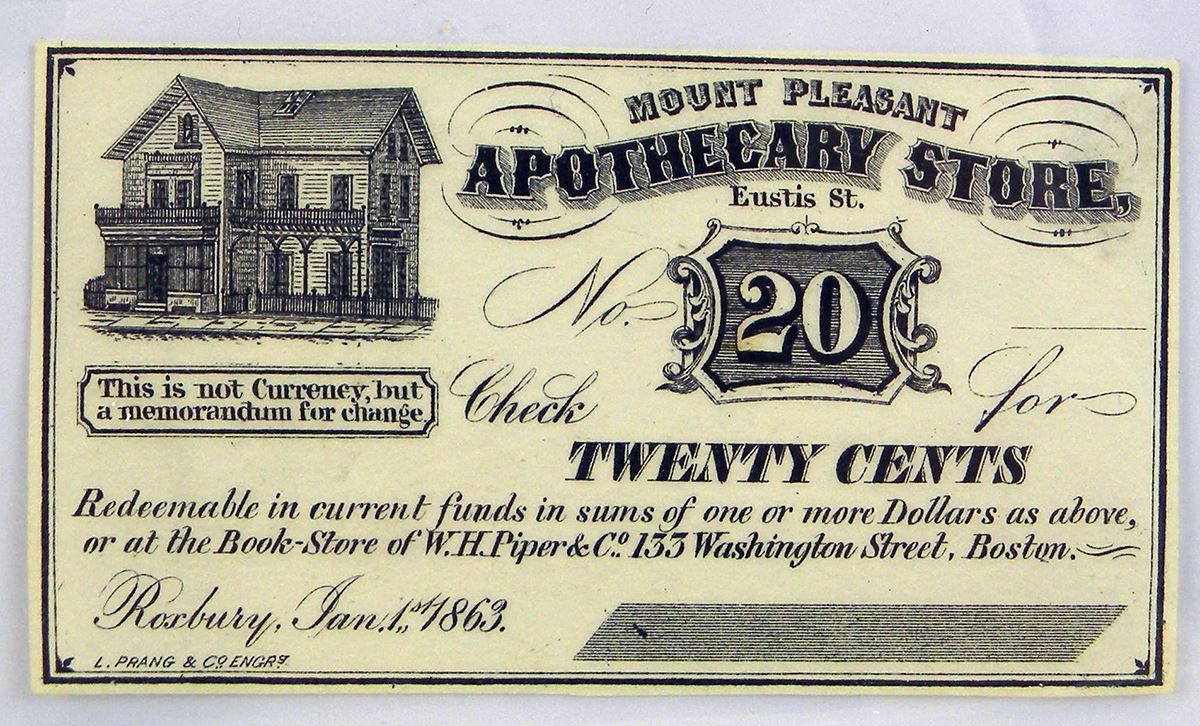 MOUNT PLEASANT
APOTHECARY STORE,
Eustis St.
No. 20
This is not Currency, but
a memorandum for change,
Check for
TWENTY CENTS
Redeemable in current funds in sums of one or more Dollars as above,
or at the Book-Store of W.H.Piper & Co. 133 Washington Street, Boston.
Roxbury, Jan. 1st, 1863.
L. PRANG & CO ENGRS